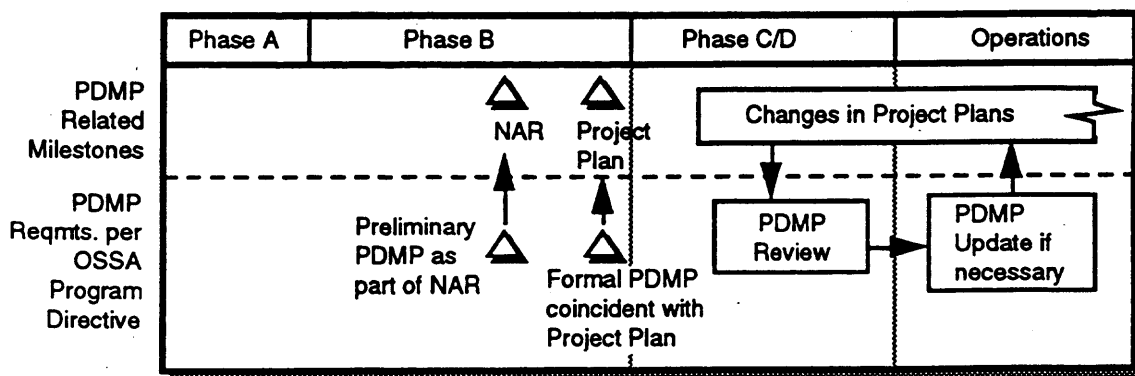 Phase A
Phase B
Phase C/D
Operations
PDMP
Related
Milestones
NAR
Project
Plan
Changes in Project Plans
PDMP
Reqmts. per
OSSA
Program
Directive
Preliminary
PDMP as
part of NAR
Formal PDMP
coincident with
Project Plan
PDMP
Review
PDMP
Update if
necessary